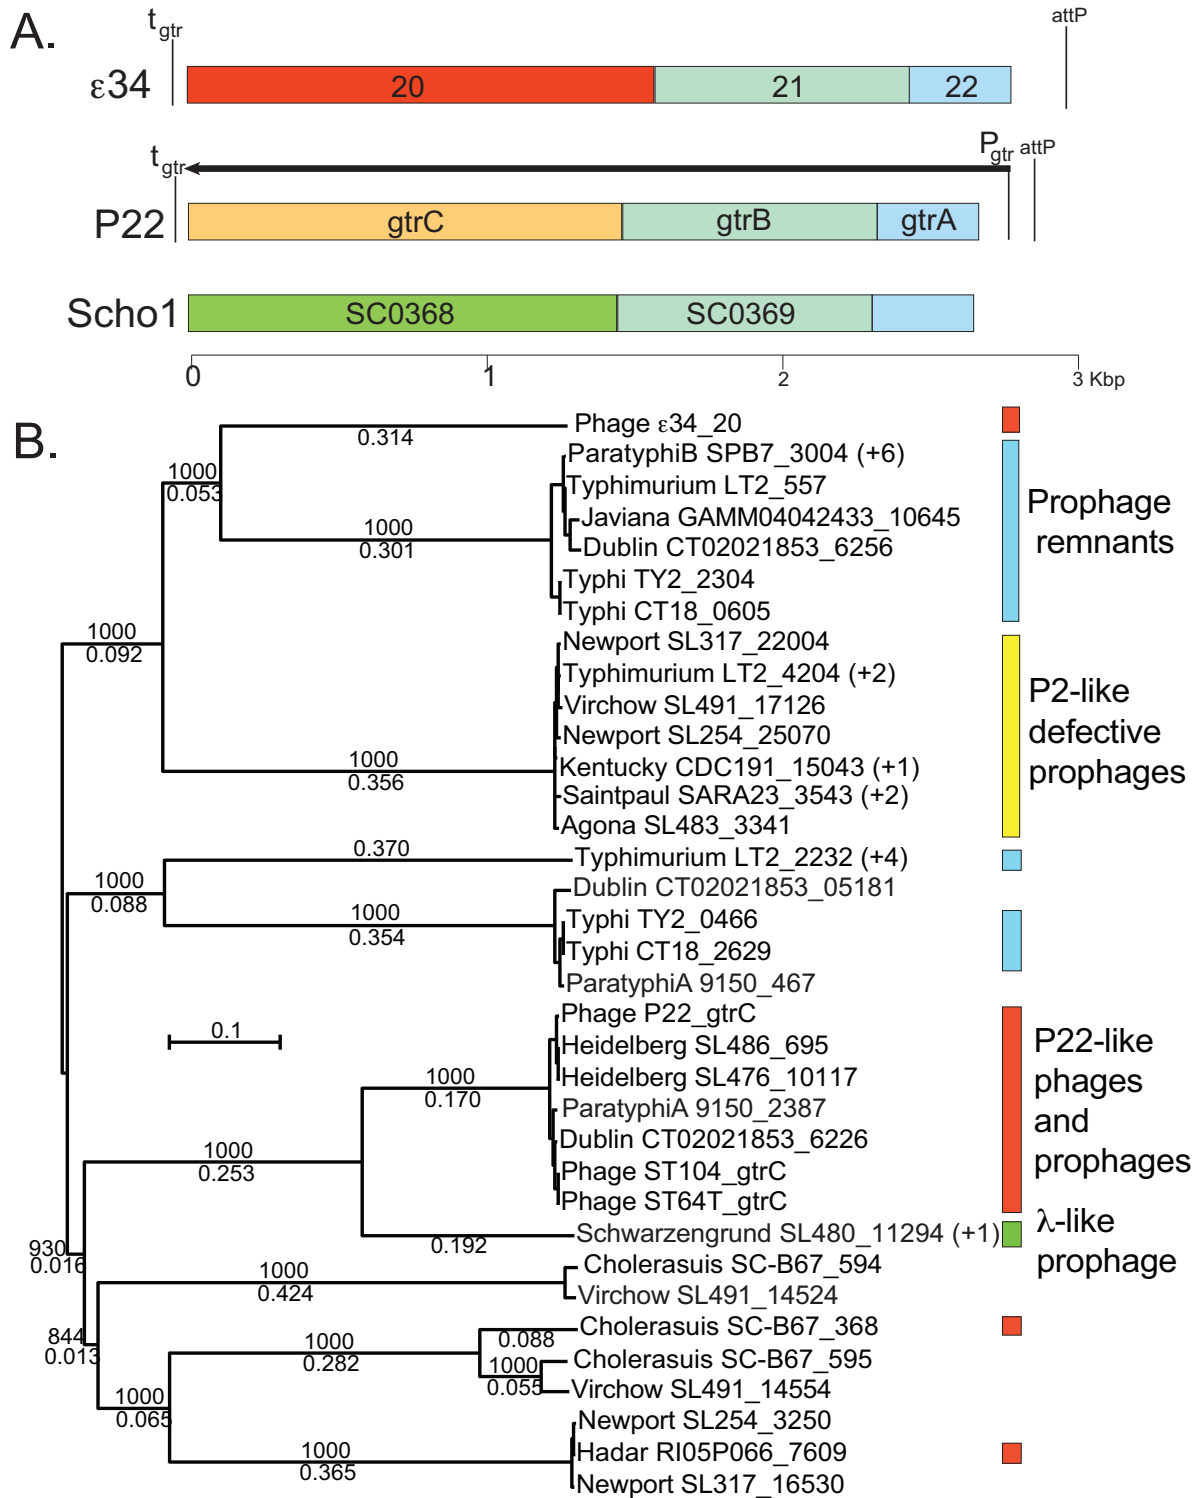 A.
t gtr
attP
ε34
20
21
22
t gtr
P gtr
attP
P22
gtrC
gtrB
gtrA
Scho1
SC0368
SC0369
0
1
2
3 Kbp
B.
Phage ε34_20
0.314
ParatyphiB SPB7_3004 (+6)
1000
0.053
Typhimurium LT2_557
Javiana GAMM04042433_10645
1000
0.301
Dublin CT02021853_6256
Typhi TY2_2304
Typhi CT18_0605
Prophage
remnants
1000
0.092
Newport SL317_22004
Typhimurium LT2_4204 (+2)
Virchow SL491_17126
Newport SL254_25070
1000
0.356
Kentucky CDC191_15043 (+1)
Saintpaul SARA23_3543 (+2)
Agona SL483_3341
P2-like
defective
prophages
0.370
Typhimurium LT2_2232 (+4)
1000
0.088
Dublin CT02021853_05181
1000
0.354
Typhi TY2_0466
Typhi CT18_2629
ParatyphiA 9150_467
0.1
Phage P22_gtrC
Heidelberg SL486_695
Heidelberg SL476_10117
1000
0.170
ParatyphiA 9150_2387
Dublin CT02021853_6226
Phage ST104_gtrC
Phage ST64T_gtrC
P22-like
phages
and
prophages
1000
0.253
0.192
Schwarzengrund SL480_11294 (+1)
λ-like
prophage
930
0.016
1000
0.424
Cholerasuis SC-B67_594
Virchow SL491_14524
844
0.013
0.088
Cholerasuis SC-B67_368
1000
0.282
1000
0.055
Cholerasuis SC-B67_595
Virchow SL491_14554
1000
0.065
Newport SL254_3250
1000
0.365
Hadar RI05P066_7609
Newport SL317_16530